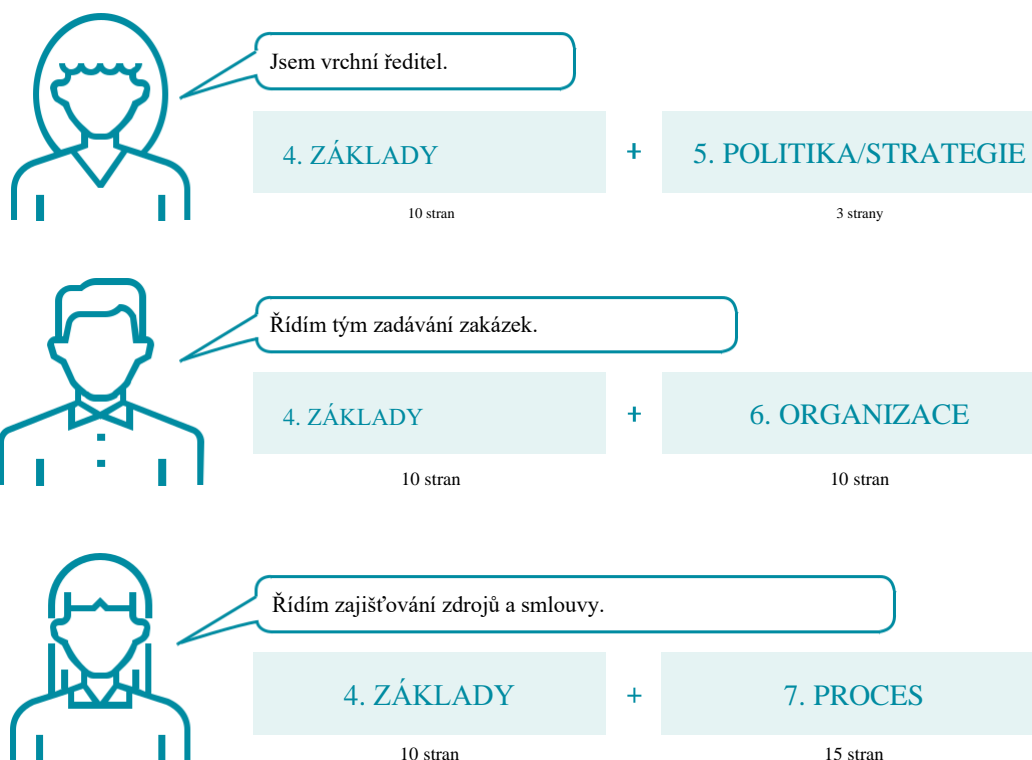 Jsem vrchní ředitel.
4. ZÁKLADY + 5. POLITIKA/STRATEGIE
10 stran 3 strany
Řídím tým zadávání zakázek.
4. ZÁKLADY + 6. ORGANIZACE
10 stran 10 stran
Řídím zajišťování zdrojů a smlouvy.
4. ZÁKLADY + 7. PROCES
10 stran 15 stran